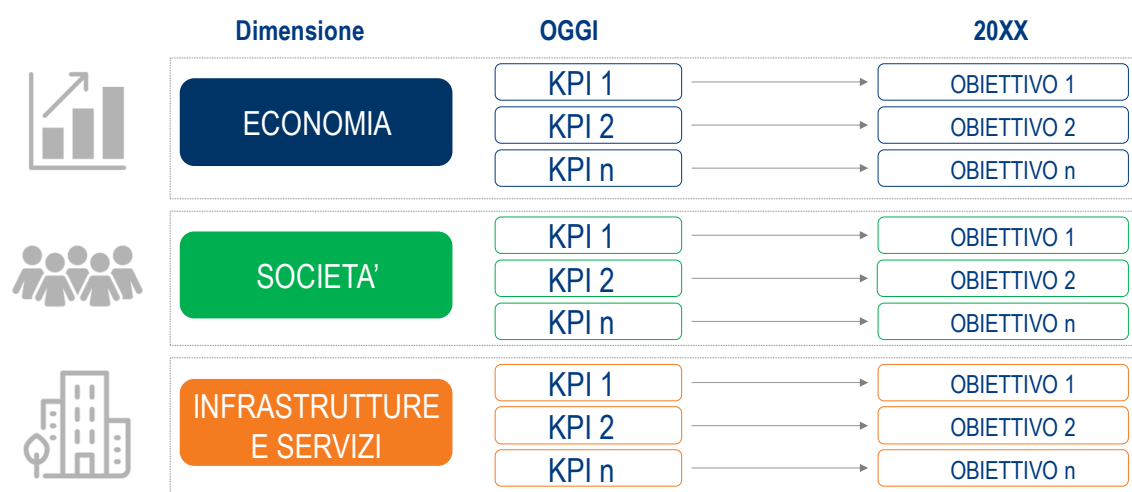 Dimensione OGGI 20XX
ECONOMIA
KPI 1 OBIETTIVO 1
KPI 2 OBIETTIVO 2
KPI n OBIETTIVO n
SOCIETA’
KPI 1 OBIETTIVO 1
KPI 2 OBIETTIVO 2
KPI n OBIETTIVO n
INFRASTRUTTURE
E SERVIZI
KPI 1 OBIETTIVO 1
KPI 2 OBIETTIVO 2
KPI n OBIETTIVO n